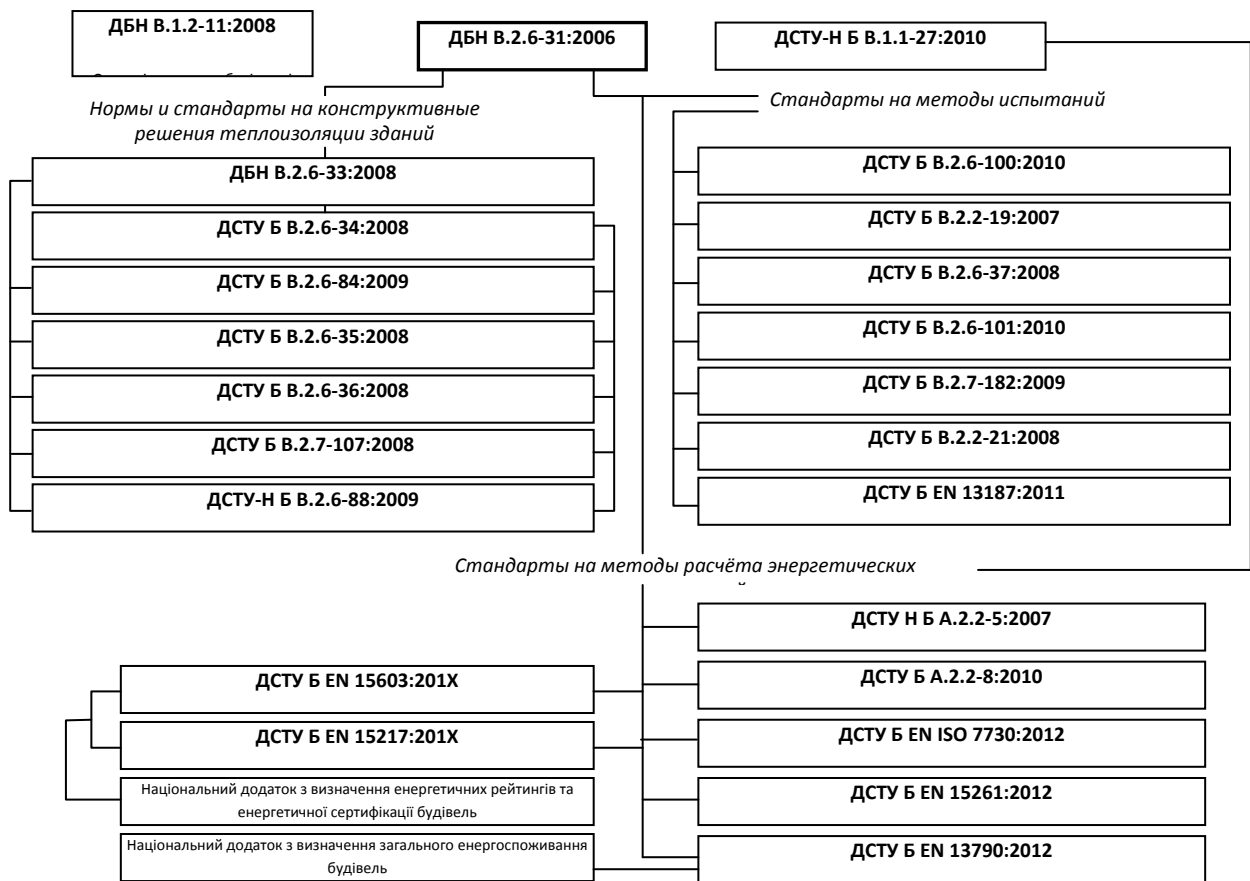 ДБН В.1.2-11:2008
ДБН В.2.6-31:2006
ДСТУ-Н Б В.1.1-27:2010
Нормы и стандарты на конструктивные
решения теплоизоляции зданий
Стандарты на методы испытаний
ДБН В.2.6-33:2008
ДСТУ Б В.2.6-34:2008
ДСТУ Б В.2.6-84:2009
ДСТУ Б В.2.6-35:2008
ДСТУ Б В.2.6-36:2008
ДСТУ Б В.2.7-107:2008
ДСТУ-Н Б В.2.6-88:2009
ДСТУ Б В.2.6-100:2010
ДСТУ Б В.2.2-19:2007
ДСТУ Б В.2.6-37:2008
ДСТУ Б В.2.6-101:2010
ДСТУ Б В.2.7-182:2009
ДСТУ Б В.2.2-21:2008
ДСТУ Б EN 13187:2011
Стандарты на методы расчёта энергетических
ДСТУ Б EN 15603:201X
ДСТУ Б EN 15217:201X
Національний додаток з визначення енергетичних рейтингів та
енергетичної сертифікації будівель
Національний додаток з визначення загального енергоспоживання
будівель
ДСТУ Н Б А.2.2-5:2007
ДСТУ Б А.2.2-8:2010
ДСТУ Б EN ISO 7730:2012
ДСТУ Б EN 15261:2012
ДСТУ Б EN 13790:2012